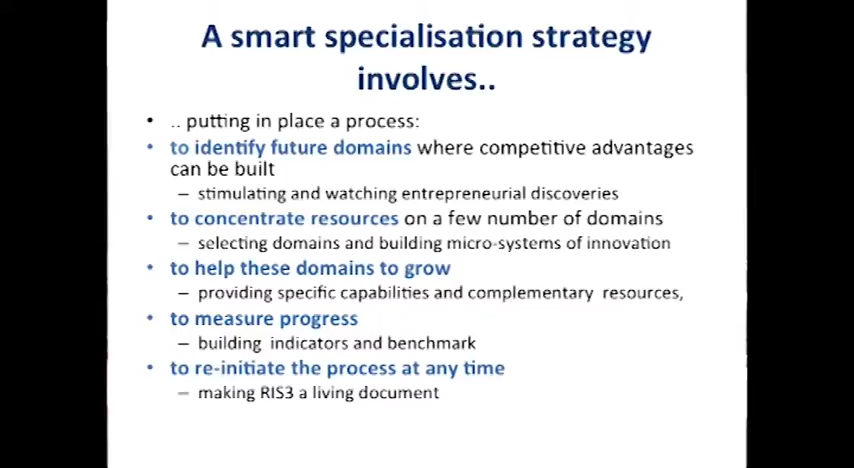 A smart specialisation strategy
involves..
• .. putting in place a process:
• to identify future domains where competitive advantages
can be built
– stimulating and watching entrepreneurial discoveries
• to concentrate resources on a few number of domains
– selecting domains and building micro-systems of innovation
• to help these domains to grow
– providing specific capabilities and complementary resources,
• to measure progress
– building indicators and benchmark
• to re-initiate the process at any time
– making RIS3 a living document